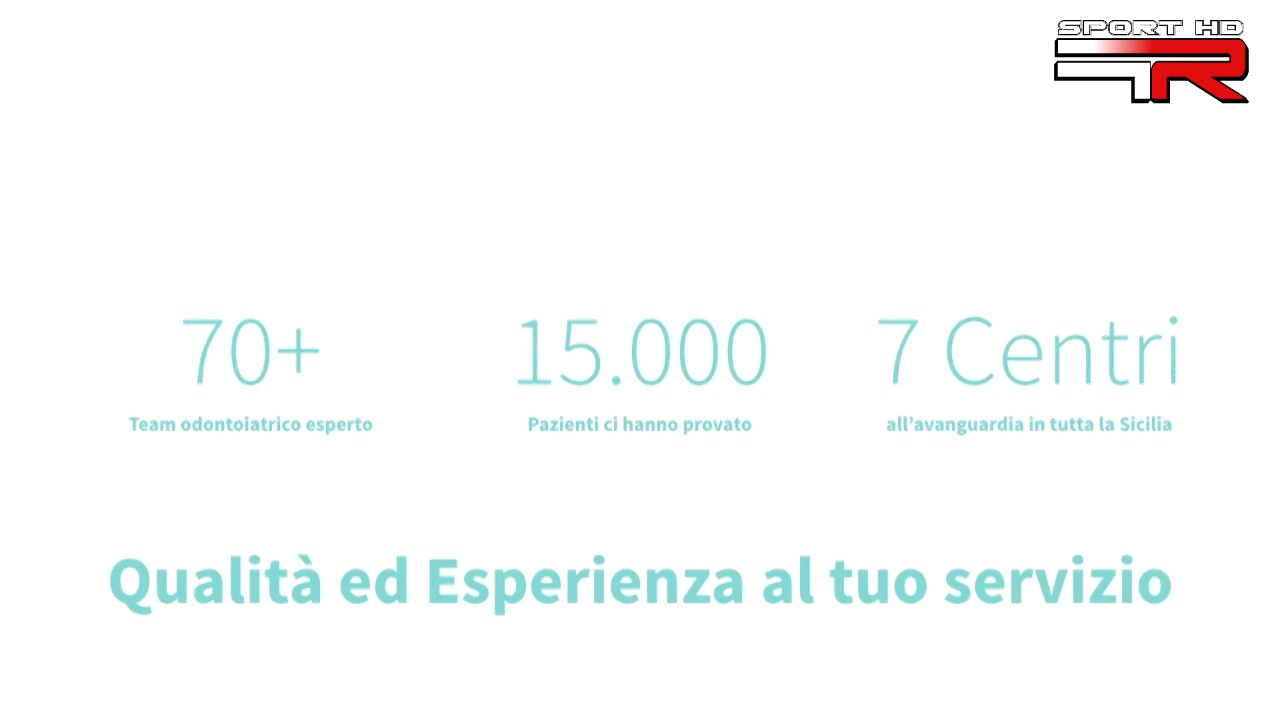 SPORT HD
TR
70+
15.000
7 Centri
Team odontoiatrico esperto
Pazienti ci hanno provato
all’avanguardia in tutta la Sicilia
Qualità ed Esperienza al tuo servizio